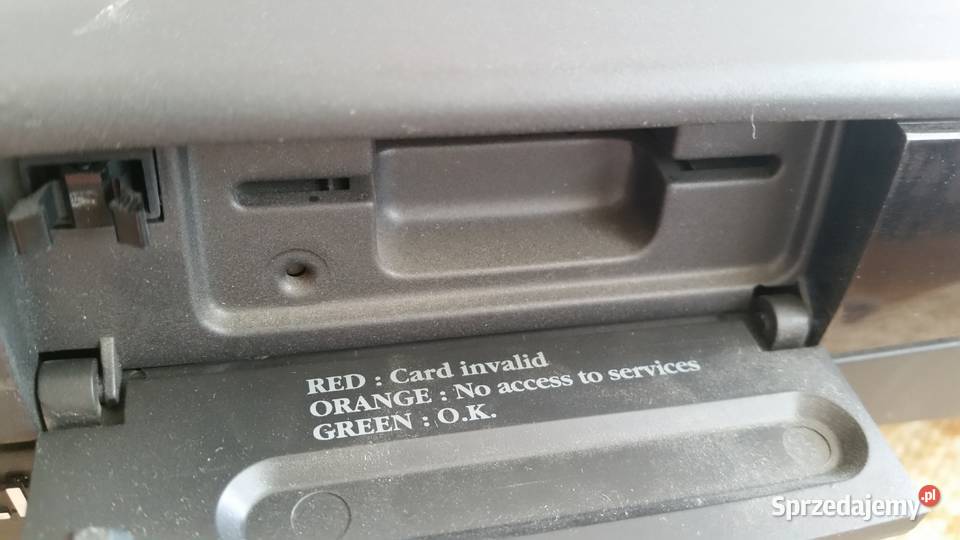 RED : Card invalid
ORANGE : No access to services
GREEN : O.K.
Sprzedajemy.pl